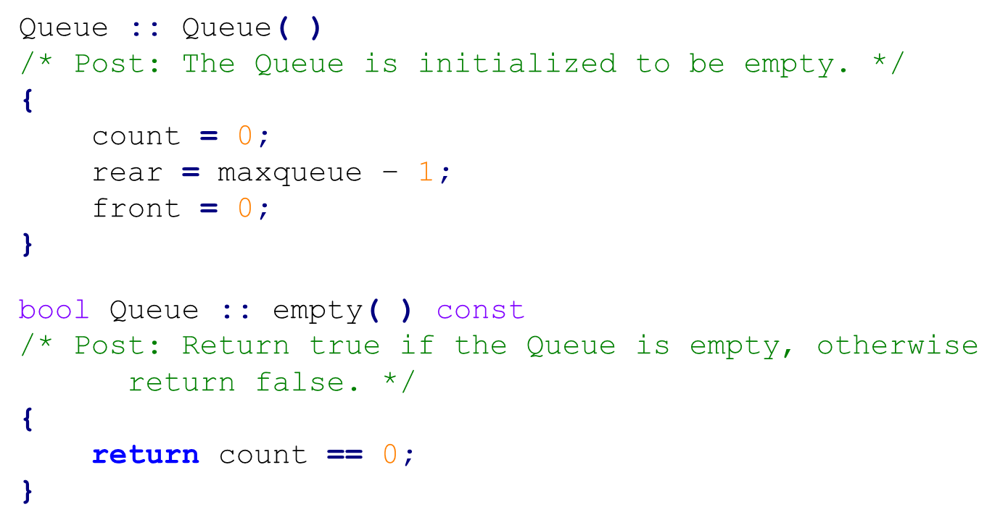 Queue :: Queue( )
/* Post: The Queue is initialized to be empty. */
{
    count = 0;
    rear = maxqueue - 1;
    front = 0;
}

bool Queue :: empty( ) const
/* Post: Return true if the Queue is empty, otherwise
      return false. */
{
    return count == 0;
}